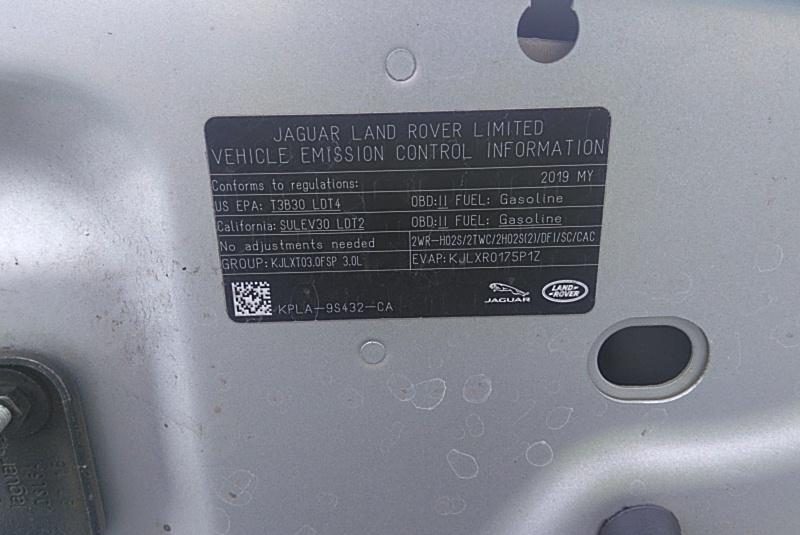 JAGUAR LAND ROVER LIMITED
VEHICLE EMISSION CONTROL INFORMATION
Conforms to regulations: 2019 MY
US EPA: T3B30 LDT4 OBD:II FUEL: Gasoline
California: SULEV30 LDT2 OBD:II FUEL: Gasoline
No adjustments needed 2WR-HO2S/2TWC/2HO2S(2)/DFI/SC/CAC
GROUP: KJLXT03.0FSP 3.0L EVAP: KJLXR0175P1Z
KPLA-9S432-CA
JAGUAR
LAND-
-ROVER